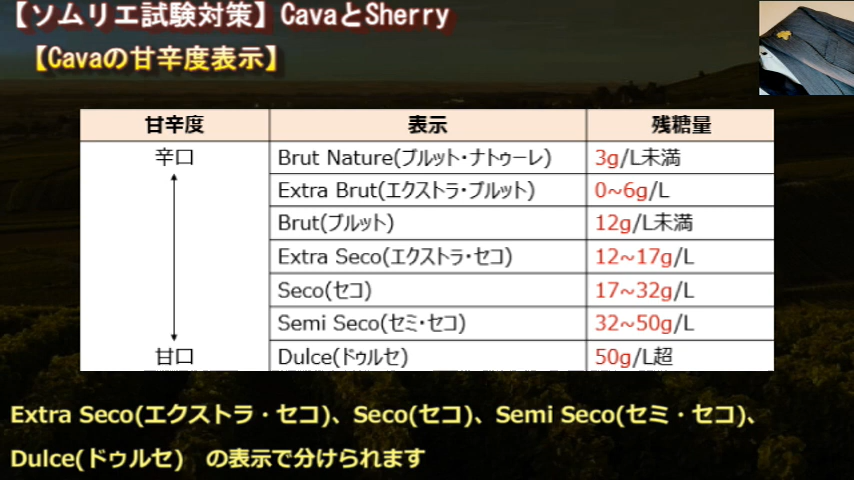 【ソムリエ試験対策】CavaとSherry
【Cavaの甘辛度表示】
甘辛度 表示 残糖量
辛口 Brut Nature(ブルット・ナトゥーレ) 3g/L未満
Extra Brut(エクストラ・ブルット) 0~6g/L
Brut(ブルット) 12g/L未満
Extra Seco(エクストラ・セコ) 12~17g/L
Seco(セコ) 17~32g/L
Semi Seco(セミ・セコ) 32~50g/L
甘口 Dulce(ドゥルセ) 50g/L超
Extra Seco(エクストラ・セコ)、Seco(セコ)、Semi Seco(セミ・セコ)、
Dulce(ドゥルセ) の表示で分けられます